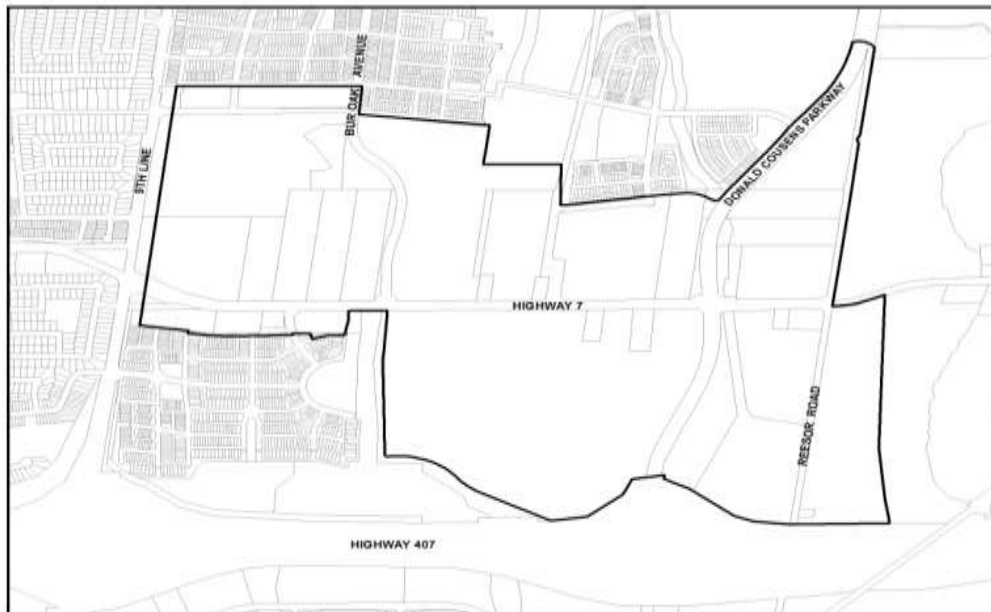 BUR OAK AVENUE
DONALD COUSENS PARKWAY
9TH LINE
HIGHWAY 7
REESOR ROAD
HIGHWAY 407